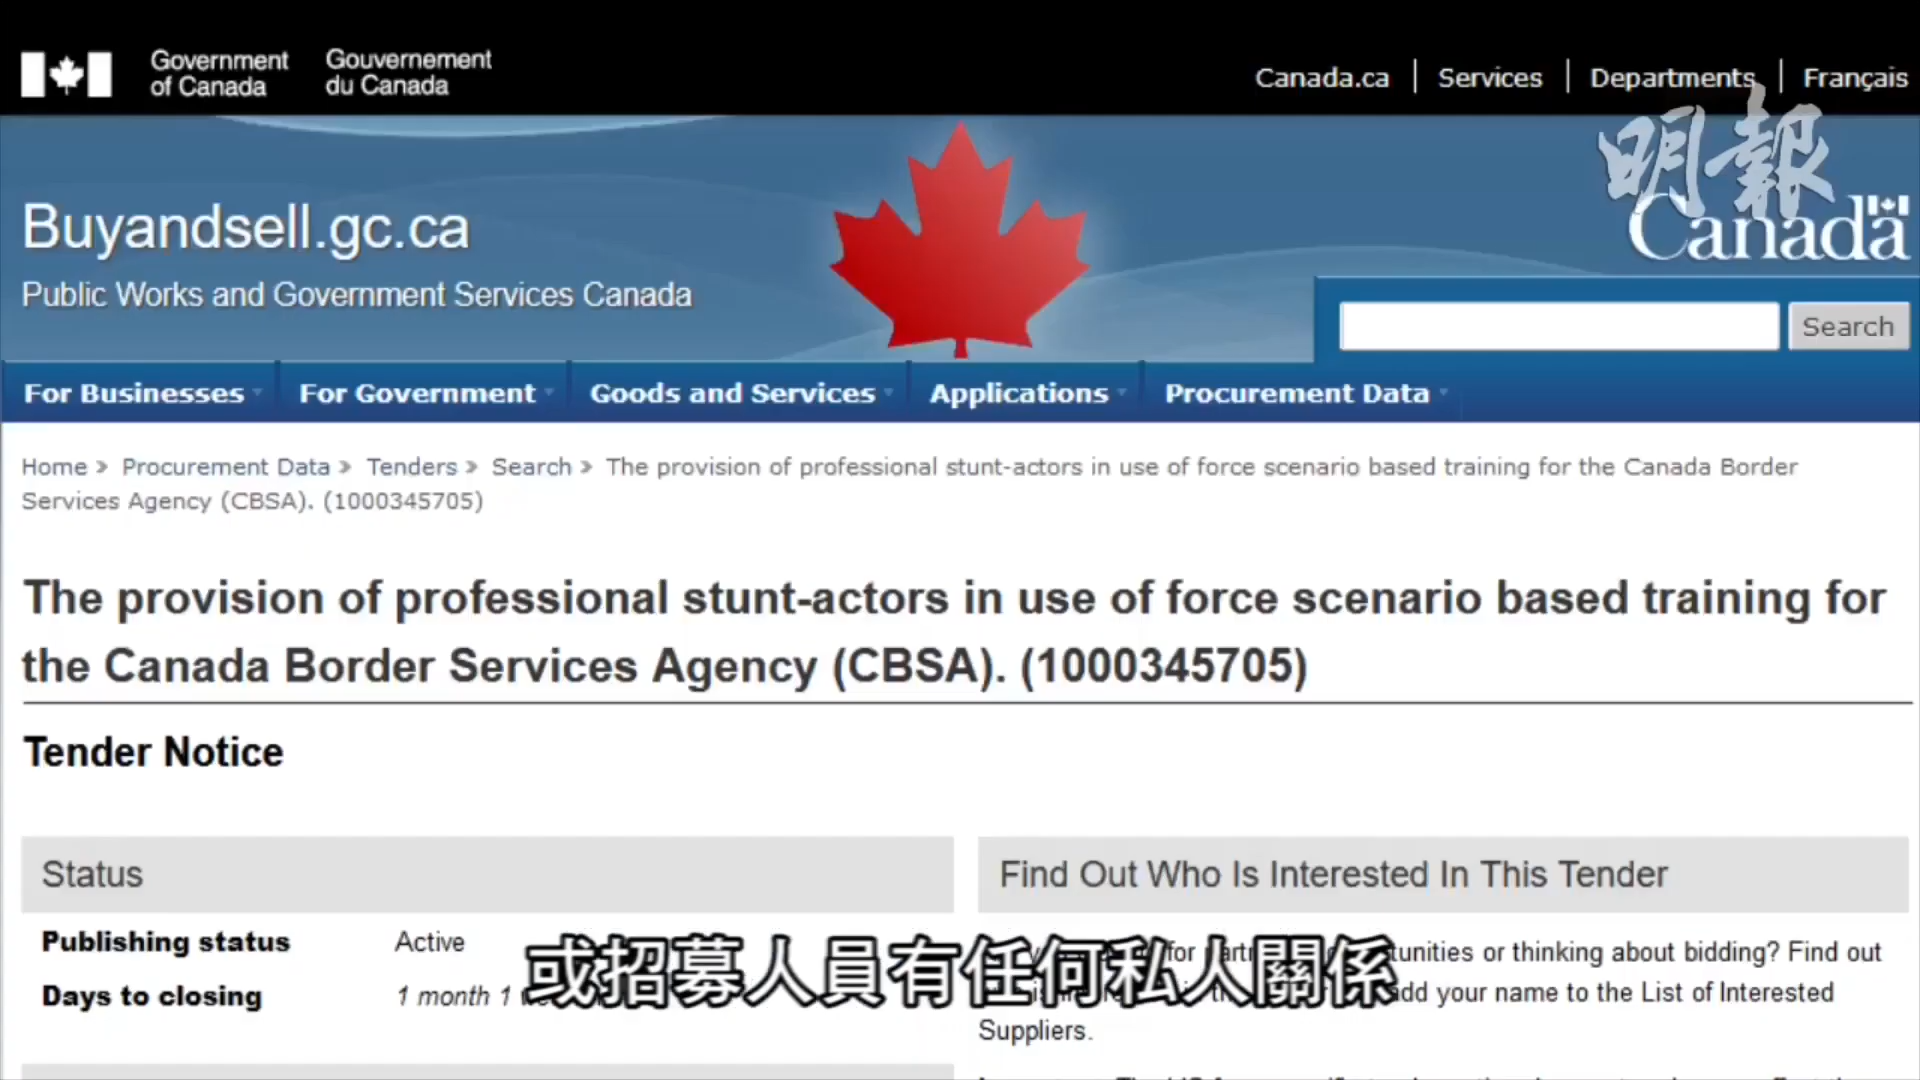 Government of Canada
Gouvernement du Canada
Canada.ca | Services | Departments | Français
明報
Canada
Buyandsell.gc.ca
Public Works and Government Services Canada
Search
For Businesses
For Government
Goods and Services
Applications
Procurement Data
Home » Procurement Data » Tenders » Search » The provision of professional stunt-actors in use of force scenario based training for the Canada Border
Services Agency (CBSA). (1000345705)
The provision of professional stunt-actors in use of force scenario based training for
the Canada Border Services Agency (CBSA). (1000345705)
Tender Notice
Status
Publishing status Active
Days to closing 1 month 1
Find Out Who Is Interested In This Tender
for or thinking about bidding? Find out
add your name to the List of Interested
Suppliers.
或招募人員有任何私人關係